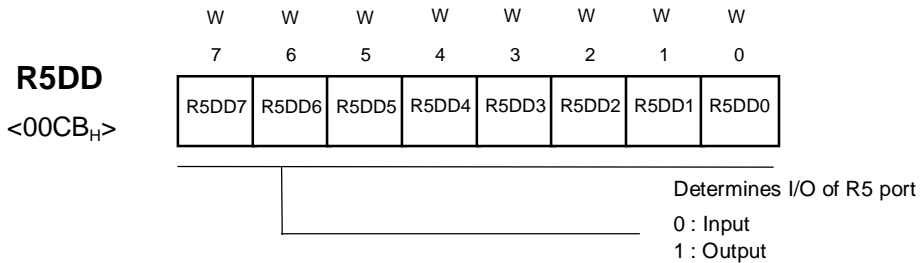 W W W W W W W W
7 6 5 4 3 2 1 0
R5DD
<00CBH>
R5DD7 R5DD6 R5DD5 R5DD4 R5DD3 R5DD2 R5DD1 R5DD0
Determines I/O of R5 port
0 : Input
1 : Output